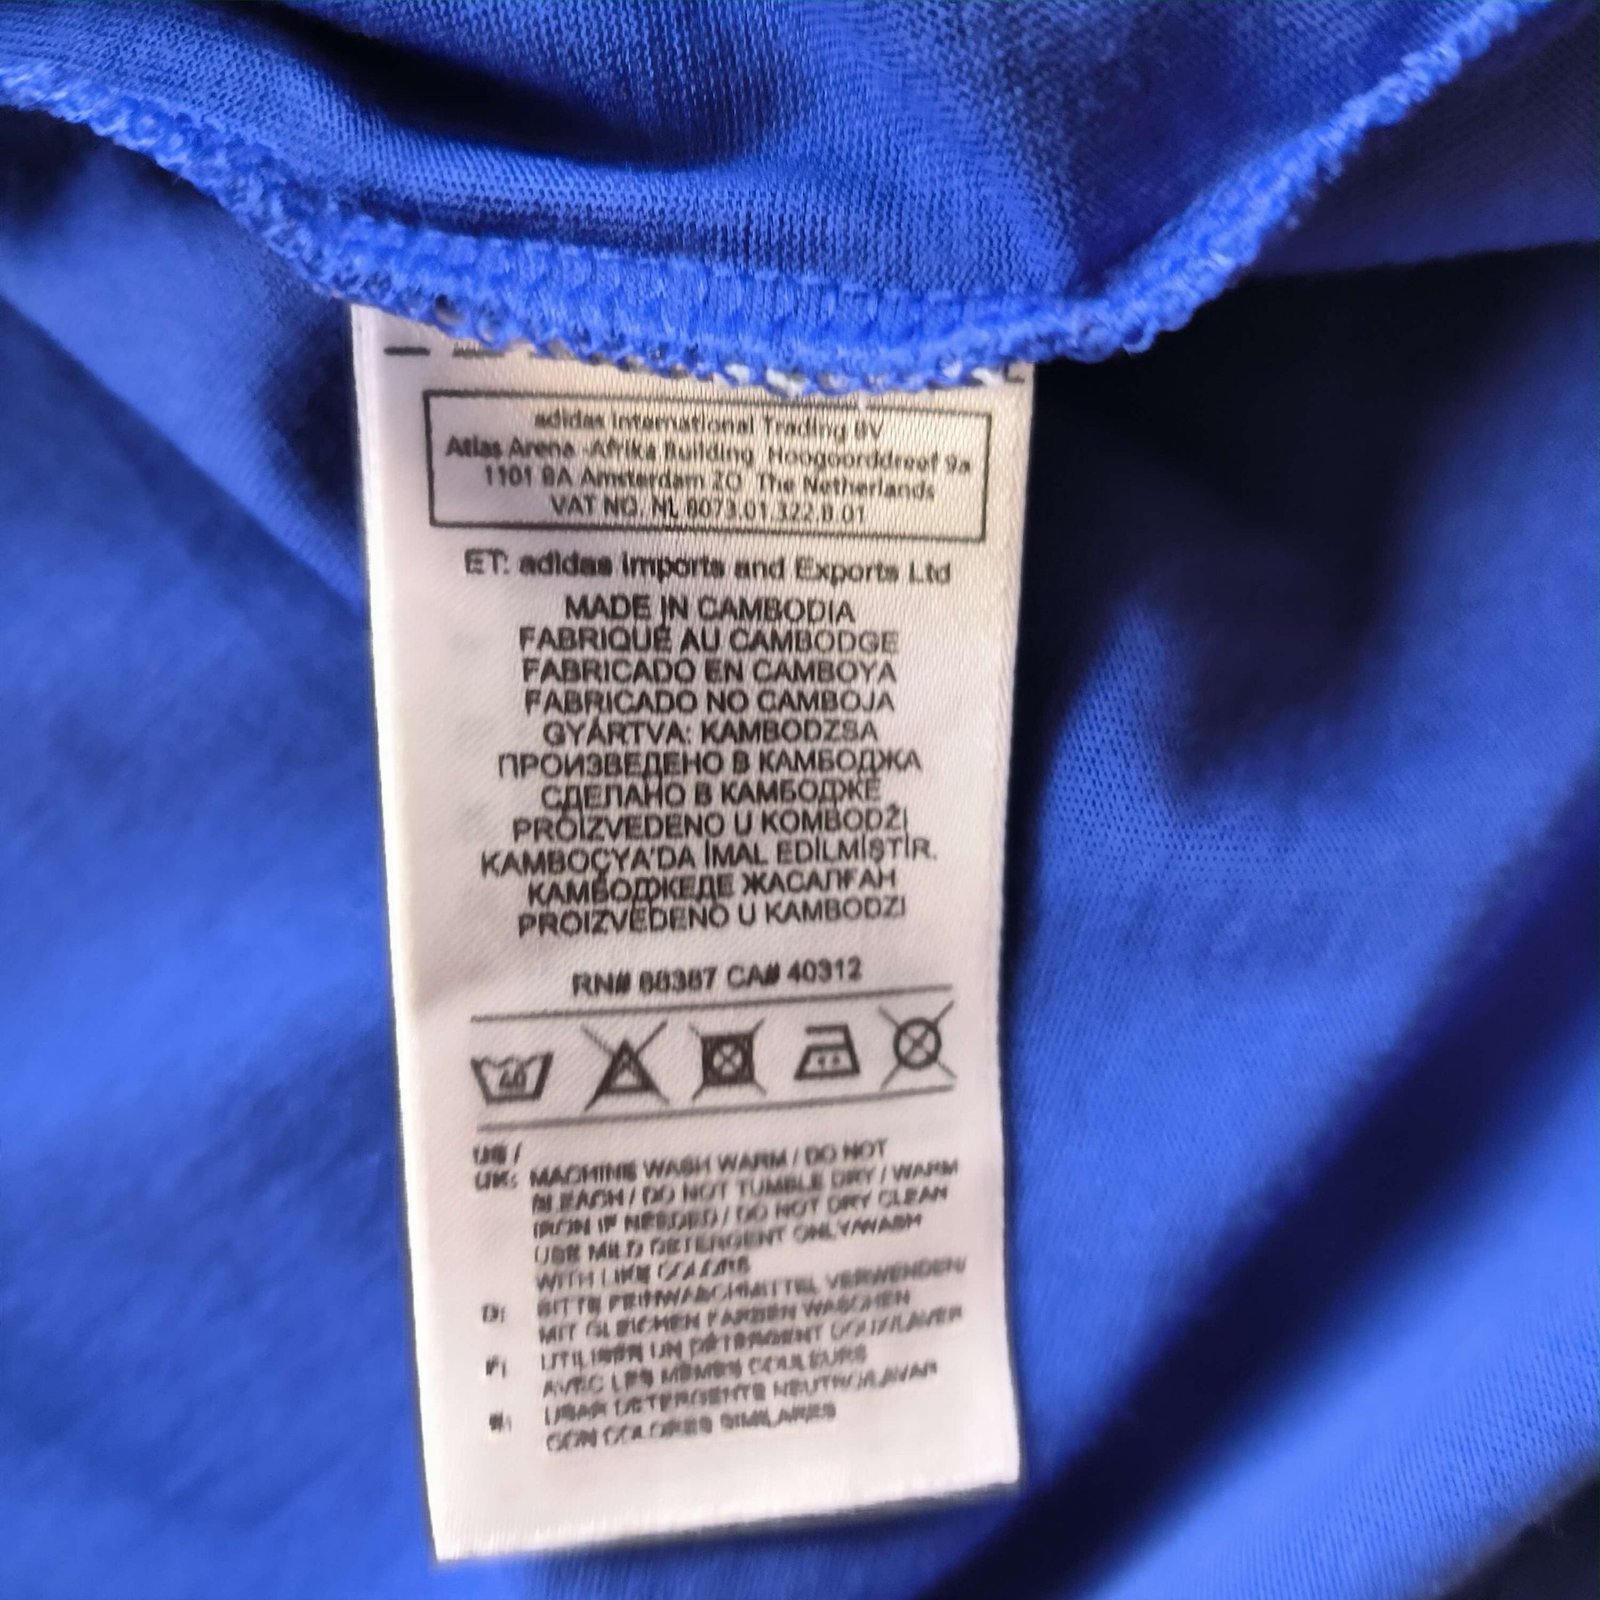 adidas International Trading BV
Atlas Arena -Afrika Building, Hoogoorddreef 9a
1101 BA Amsterdam ZO, The Netherlands
VAT NO. NL 8073.01.322.B.01
ET: adidas Imports and Exports Ltd
MADE IN CAMBODIA
FABRIQUÉ AU CAMBODGE
FABRICADO EN CAMBOYA
FABRICADO NO CAMBOJA
GYÁRTVA: KAMBODZSA
ПРОИЗВЕДЕНО В КАМБОДЖА
СДЕЛАНО В КАМБОДЖЕ
PROIZVEDENO U KOMBODŽI
KAMBOÇYA'DA İMAL EDİLMİŞTİR.
КАМБОДЖЕДЕ ЖАСАЛҒАН
PROIZVEDENO U KAMBODZI
RN# 88387 CA# 40312
40
US /
UK: MACHINE WASH WARM / DO NOT
BLEACH / DO NOT TUMBLE DRY / WARM
IRON IF NEEDED / DO NOT DRY CLEAN
USE MILD DETERGENT ONLY/WASH
WITH LIKE COLORS
D: BITTE FEINWASCHMITTEL VERWENDEN/
MIT GLEICHEN FARBEN WASCHEN
F: UTILISER UN DÉTERGENT DOUX/LAVER
AVEC LES MÊMES COULEURS
USAR DETERGENTE NEUTRO/LAVAR
CON COLORES SIMILARES